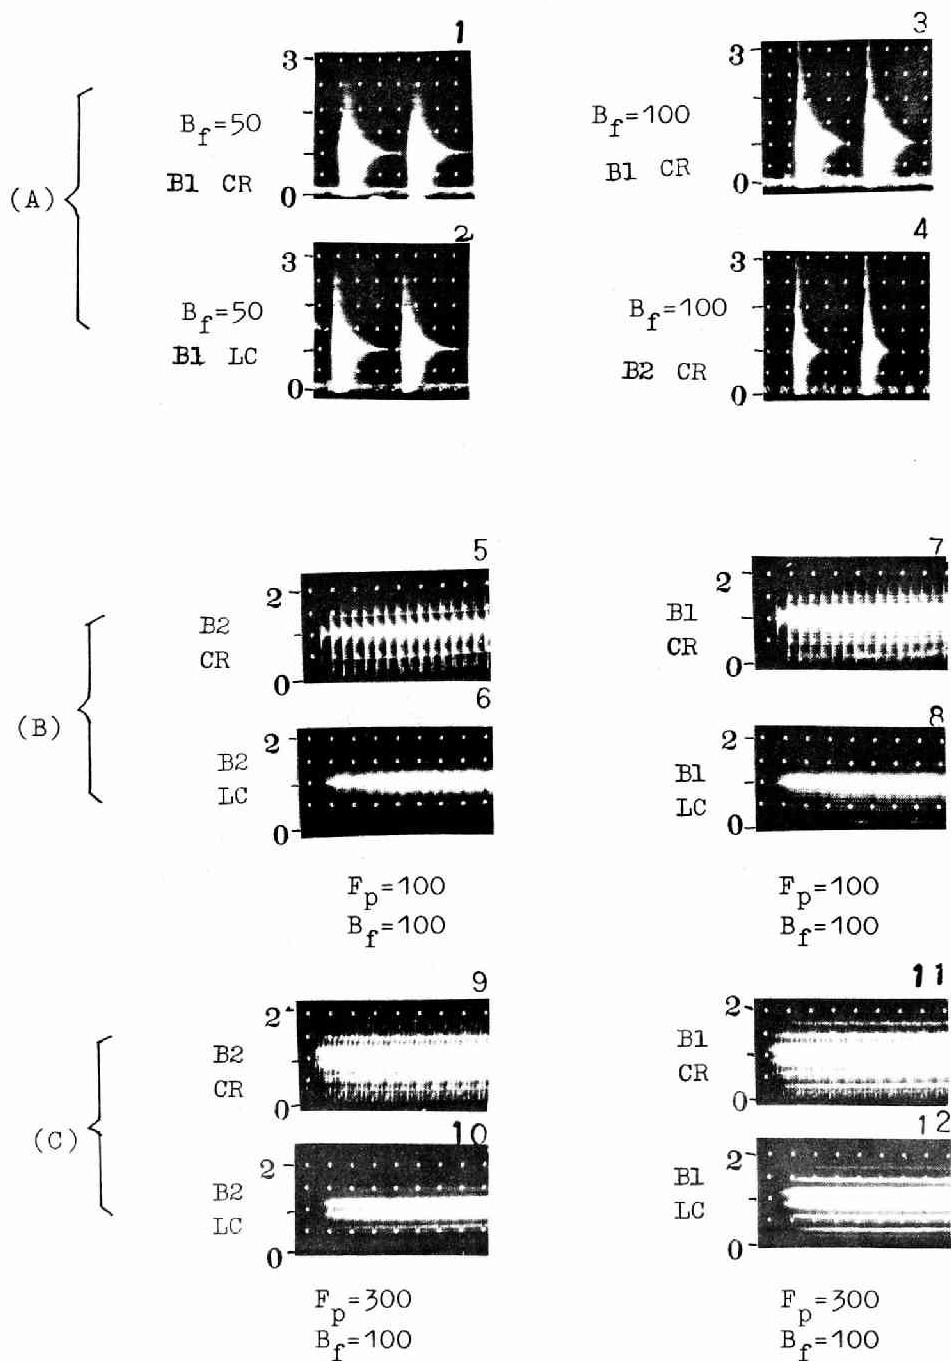 1
3
B_f=50
B1 CR
0
3
B_f=100
B1 CR
0
(A)
2
3
B_f=50
B1 LC
0
4
3
B_f=100
B2 CR
0
5
2
B2
CR
0
7
2
B1
CR
0
(B)
6
2
B2
LC
0
8
2
B1
LC
0
F_p=100
B_f=100
F_p=100
B_f=100
9
2
B2
CR
0
11
2
B1
CR
0
(C)
10
2
B2
LC
0
12
2
B1
LC
0
F_p=300
B_f=100
F_p=300
B_f=100